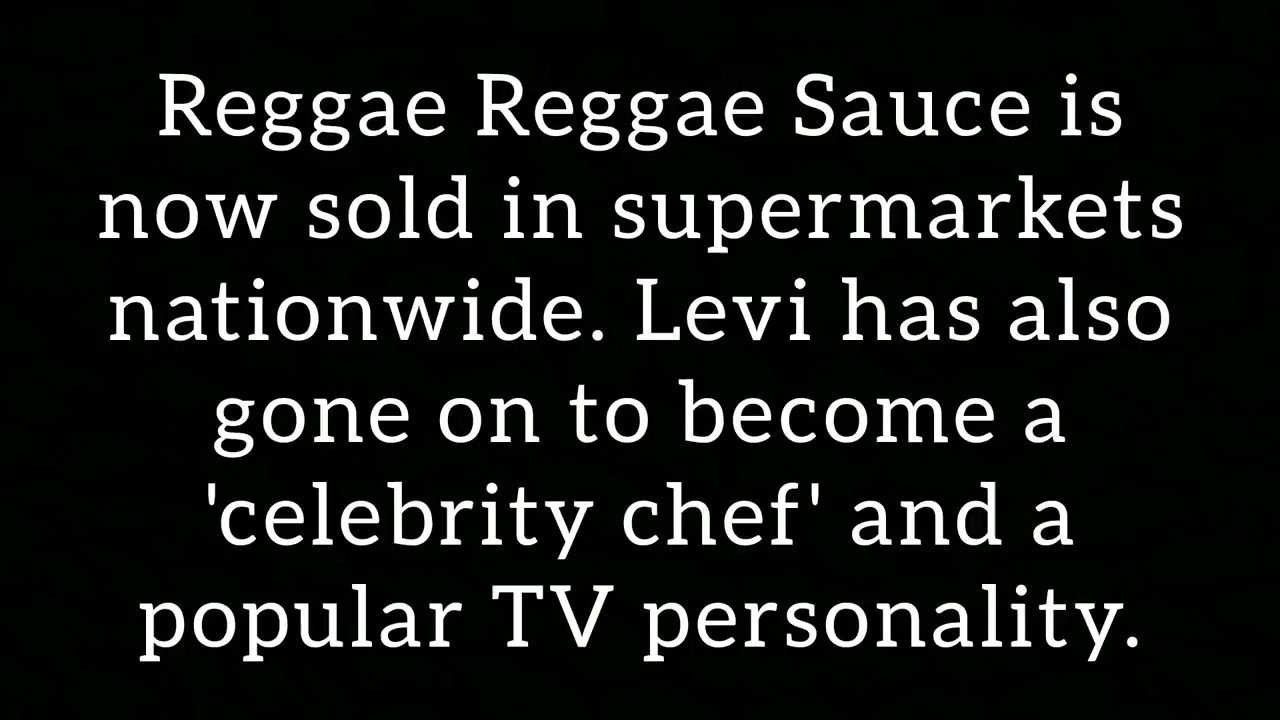 Reggae Reggae Sauce is
now sold in supermarkets
nationwide. Levi has also
gone on to become a
'celebrity chef' and a
popular TV personality.